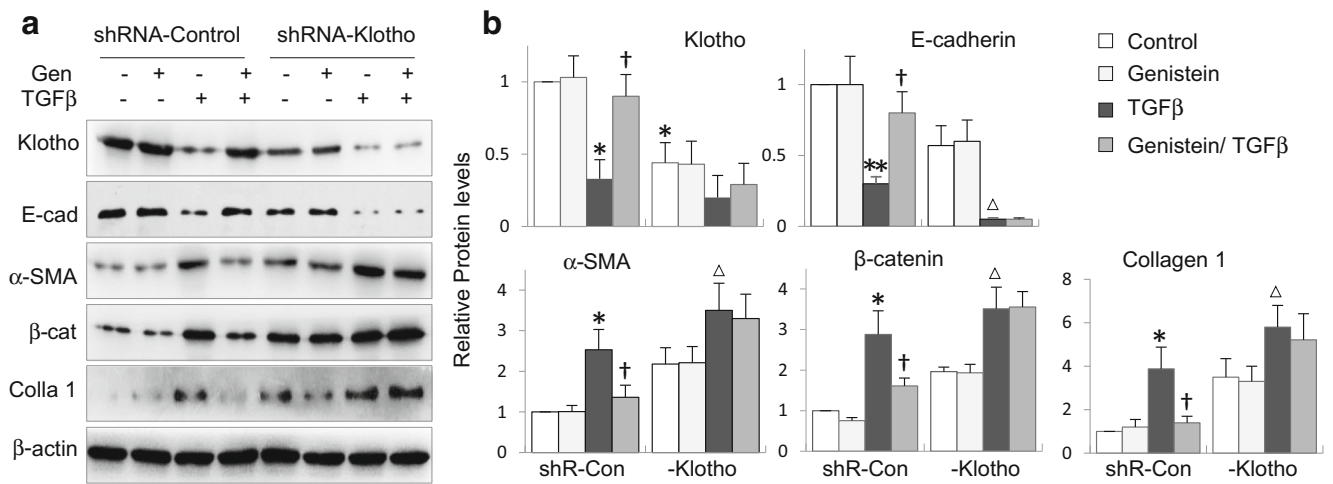 a
shRNA-Control shRNA-Klotho
Gen - + - + - + - +
TGFβ - - + + - - + +
Klotho
E-cad
α-SMA
β-cat
Colla 1
β-actin
b
Relative Protein levels
Klotho
1
0.5
0
*
†
*
E-cadherin
1
0.5
0
**
†
△
Control
Genistein
TGFβ
Genistein/ TGFβ
α-SMA
4
3
2
1
0
*
†
△
shR-Con -Klotho
β-catenin
4
3
2
1
0
*
†
△
shR-Con -Klotho
Collagen 1
8
6
4
2
0
*
†
△
shR-Con -Klotho